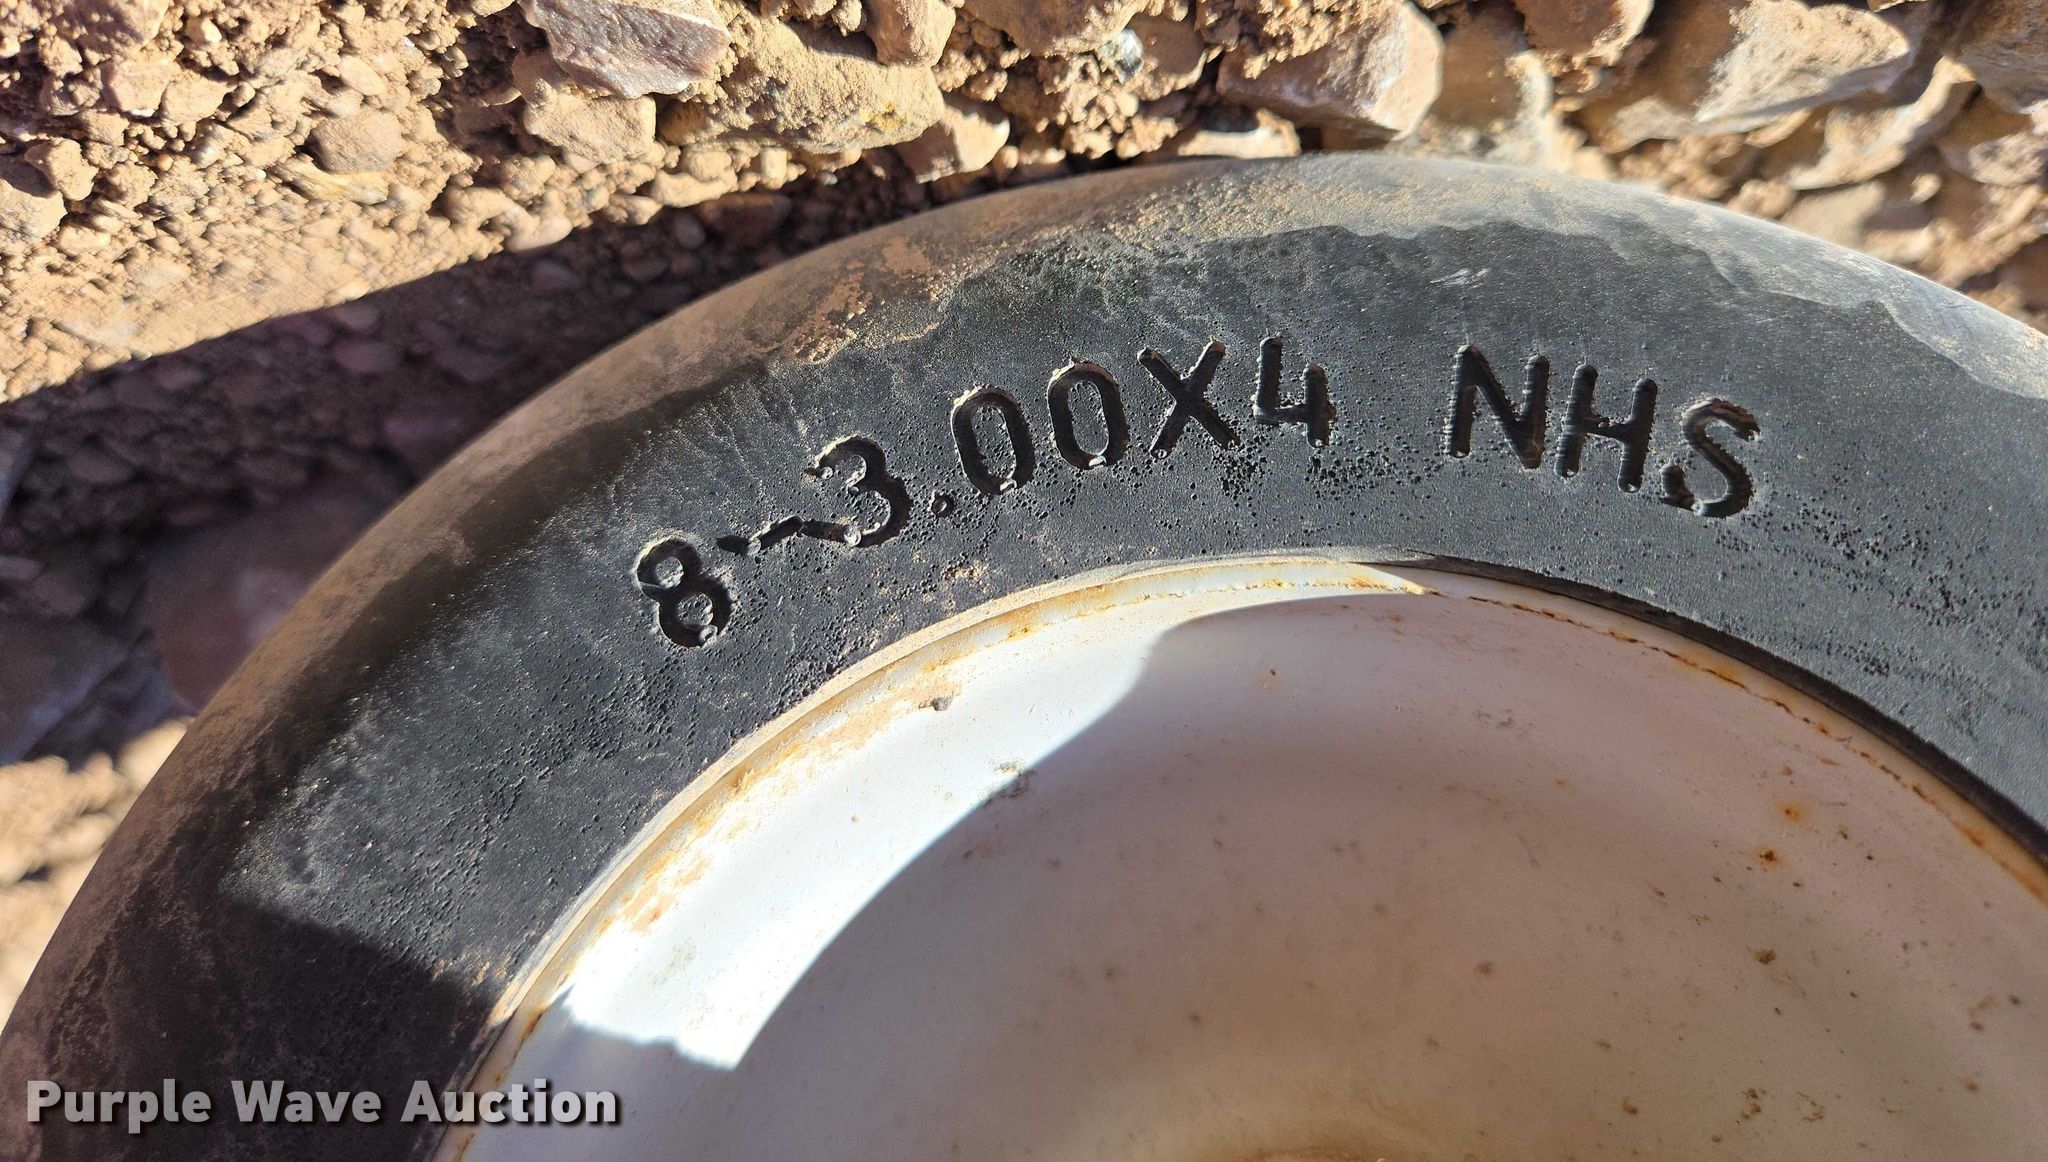 8-3.00X4 NHS
Purple Wave Auction